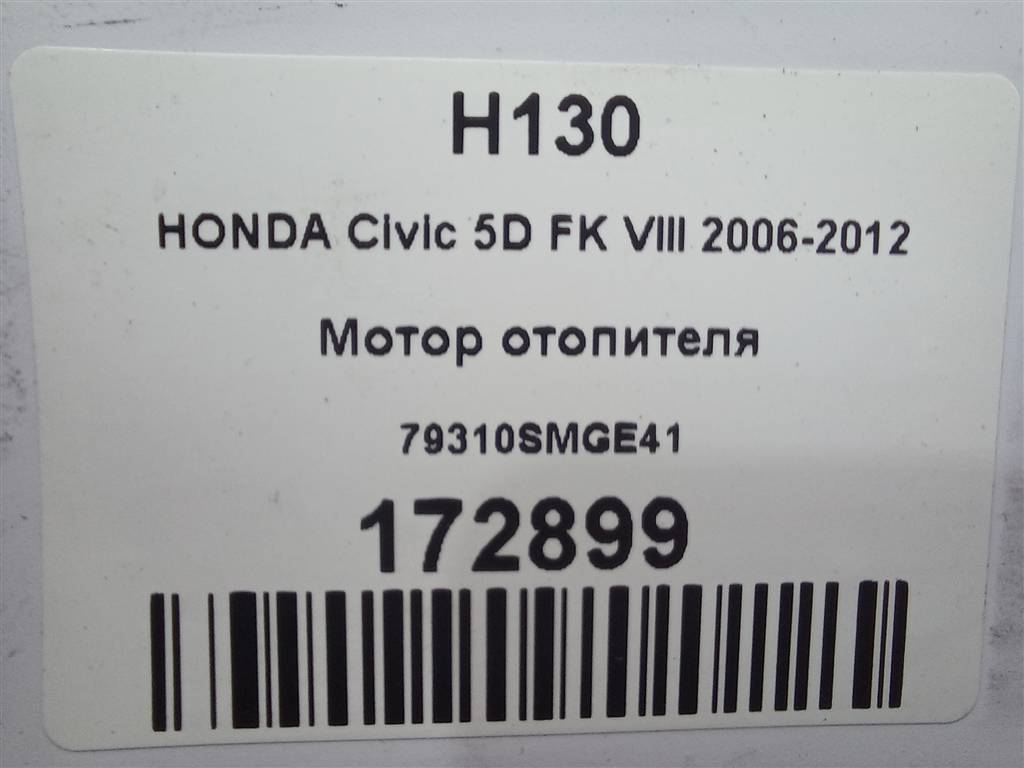 H130
HONDA Civic 5D FK VIII 2006-2012
Мотор отопителя
79310SMGE41
172899